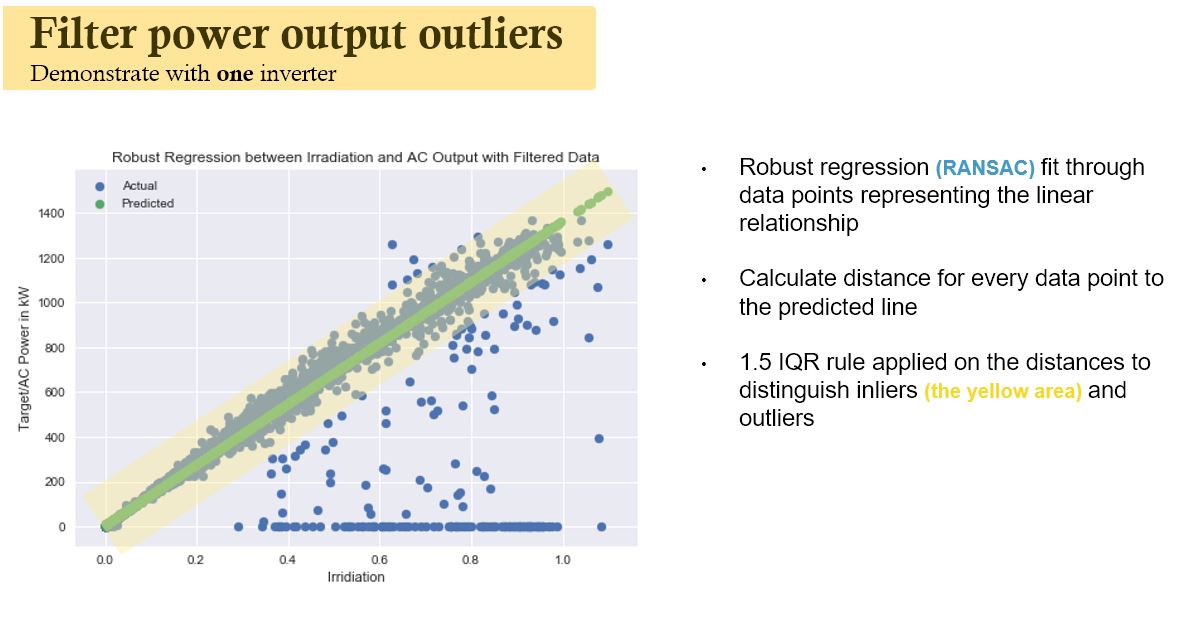 Filter power output outliers
Demonstrate with one inverter
Robust Regression between Irradiation and AC Output with Filtered Data
Actual
Predicted
1400
1200
1000
800
600
400
200
0
Target/AC Power in kW
0.0 0.2 0.4 0.6 0.8 1.0
Irridiation
• Robust regression (RANSAC) fit through
data points representing the linear
relationship
• Calculate distance for every data point to
the predicted line
• 1.5 IQR rule applied on the distances to
distinguish inliers (the yellow area) and
outliers